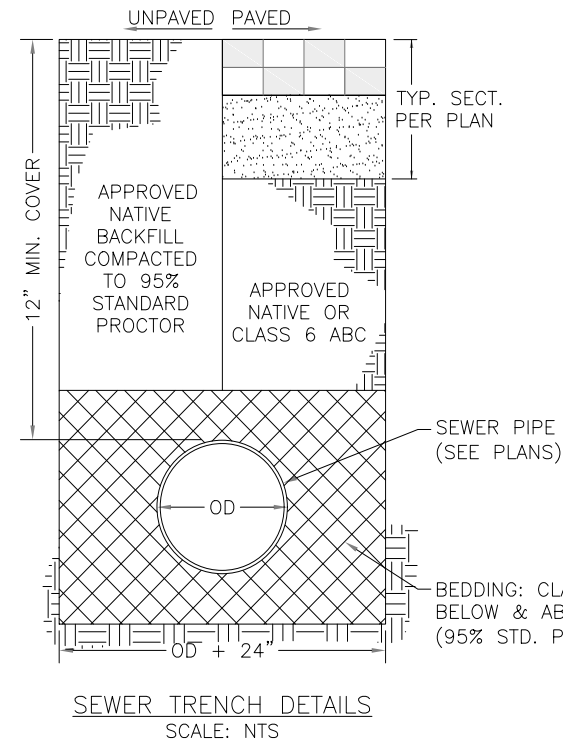 UNPAVED PAVED
TYP. SECT.
PER PLAN
12" MIN. COVER
APPROVED
NATIVE
BACKFILL
COMPACTED
TO 95%
STANDARD
PROCTOR
APPROVED
NATIVE OR
CLASS 6 ABC
SEWER PIPE
(SEE PLANS)
OD
BEDDING: CLA
BELOW & AB
(95% STD. P
OD + 24"
SEWER TRENCH DETAILS
SCALE: NTS